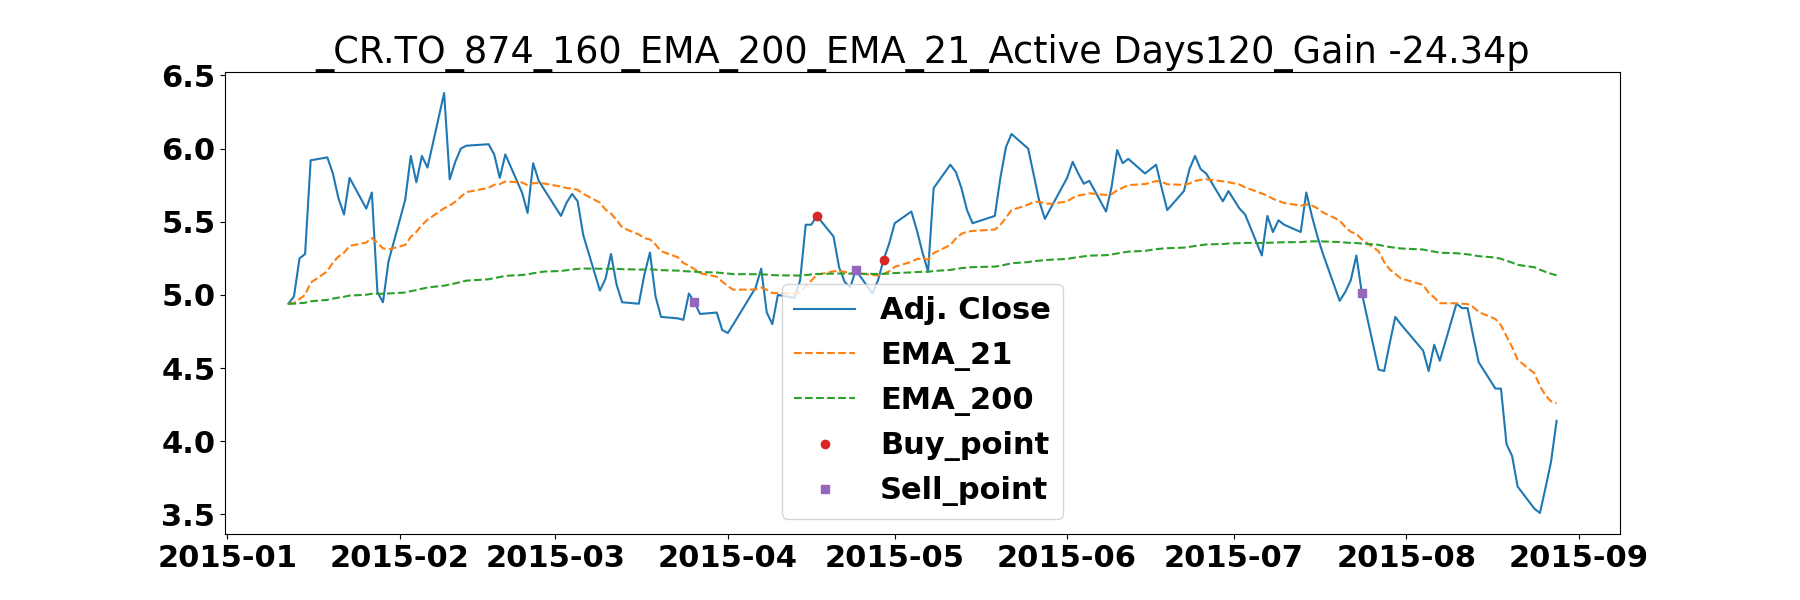 _CR.TO_874_160_EMA_200_EMA_21_Active Days120_Gain -24.34p
6.5
6.0
5.5
5.0
4.5
4.0
3.5
Adj. Close
EMA_21
EMA_200
Buy_point
Sell_point
2015-01 2015-02 2015-03 2015-04 2015-05 2015-06 2015-07 2015-08 2015-09